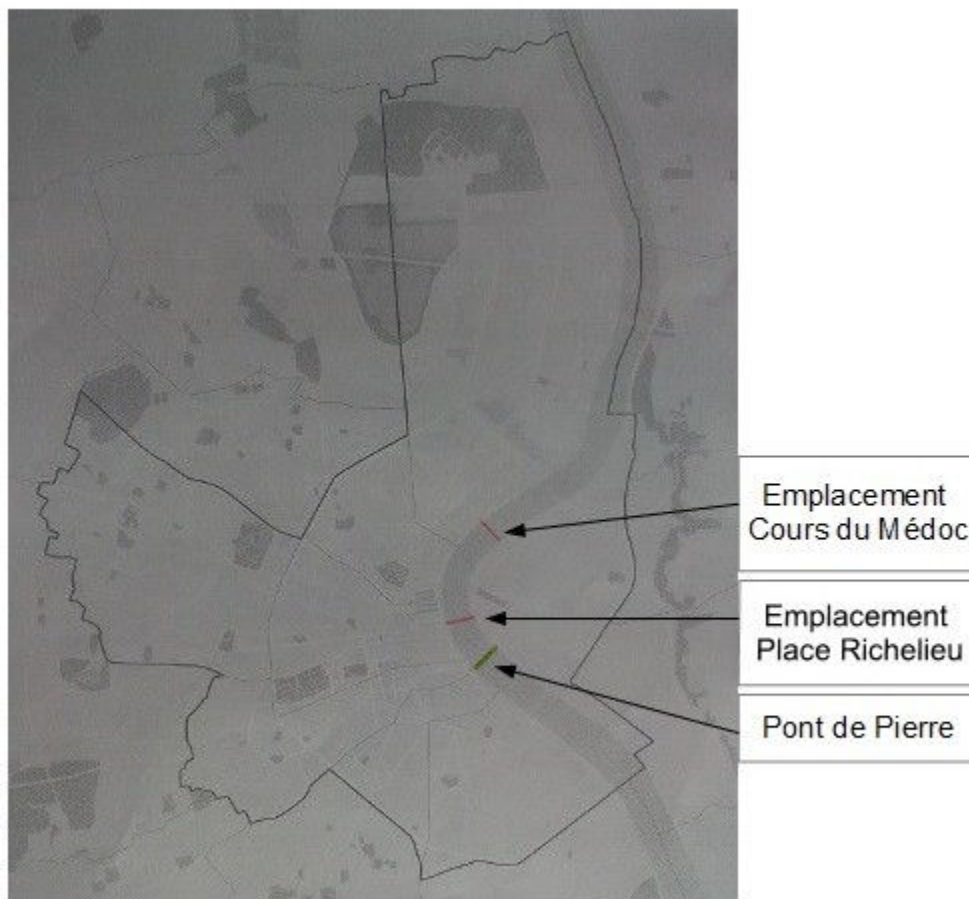 Emplacement
Cours du Médoc
Emplacement
Place Richelieu
Pont de Pierre